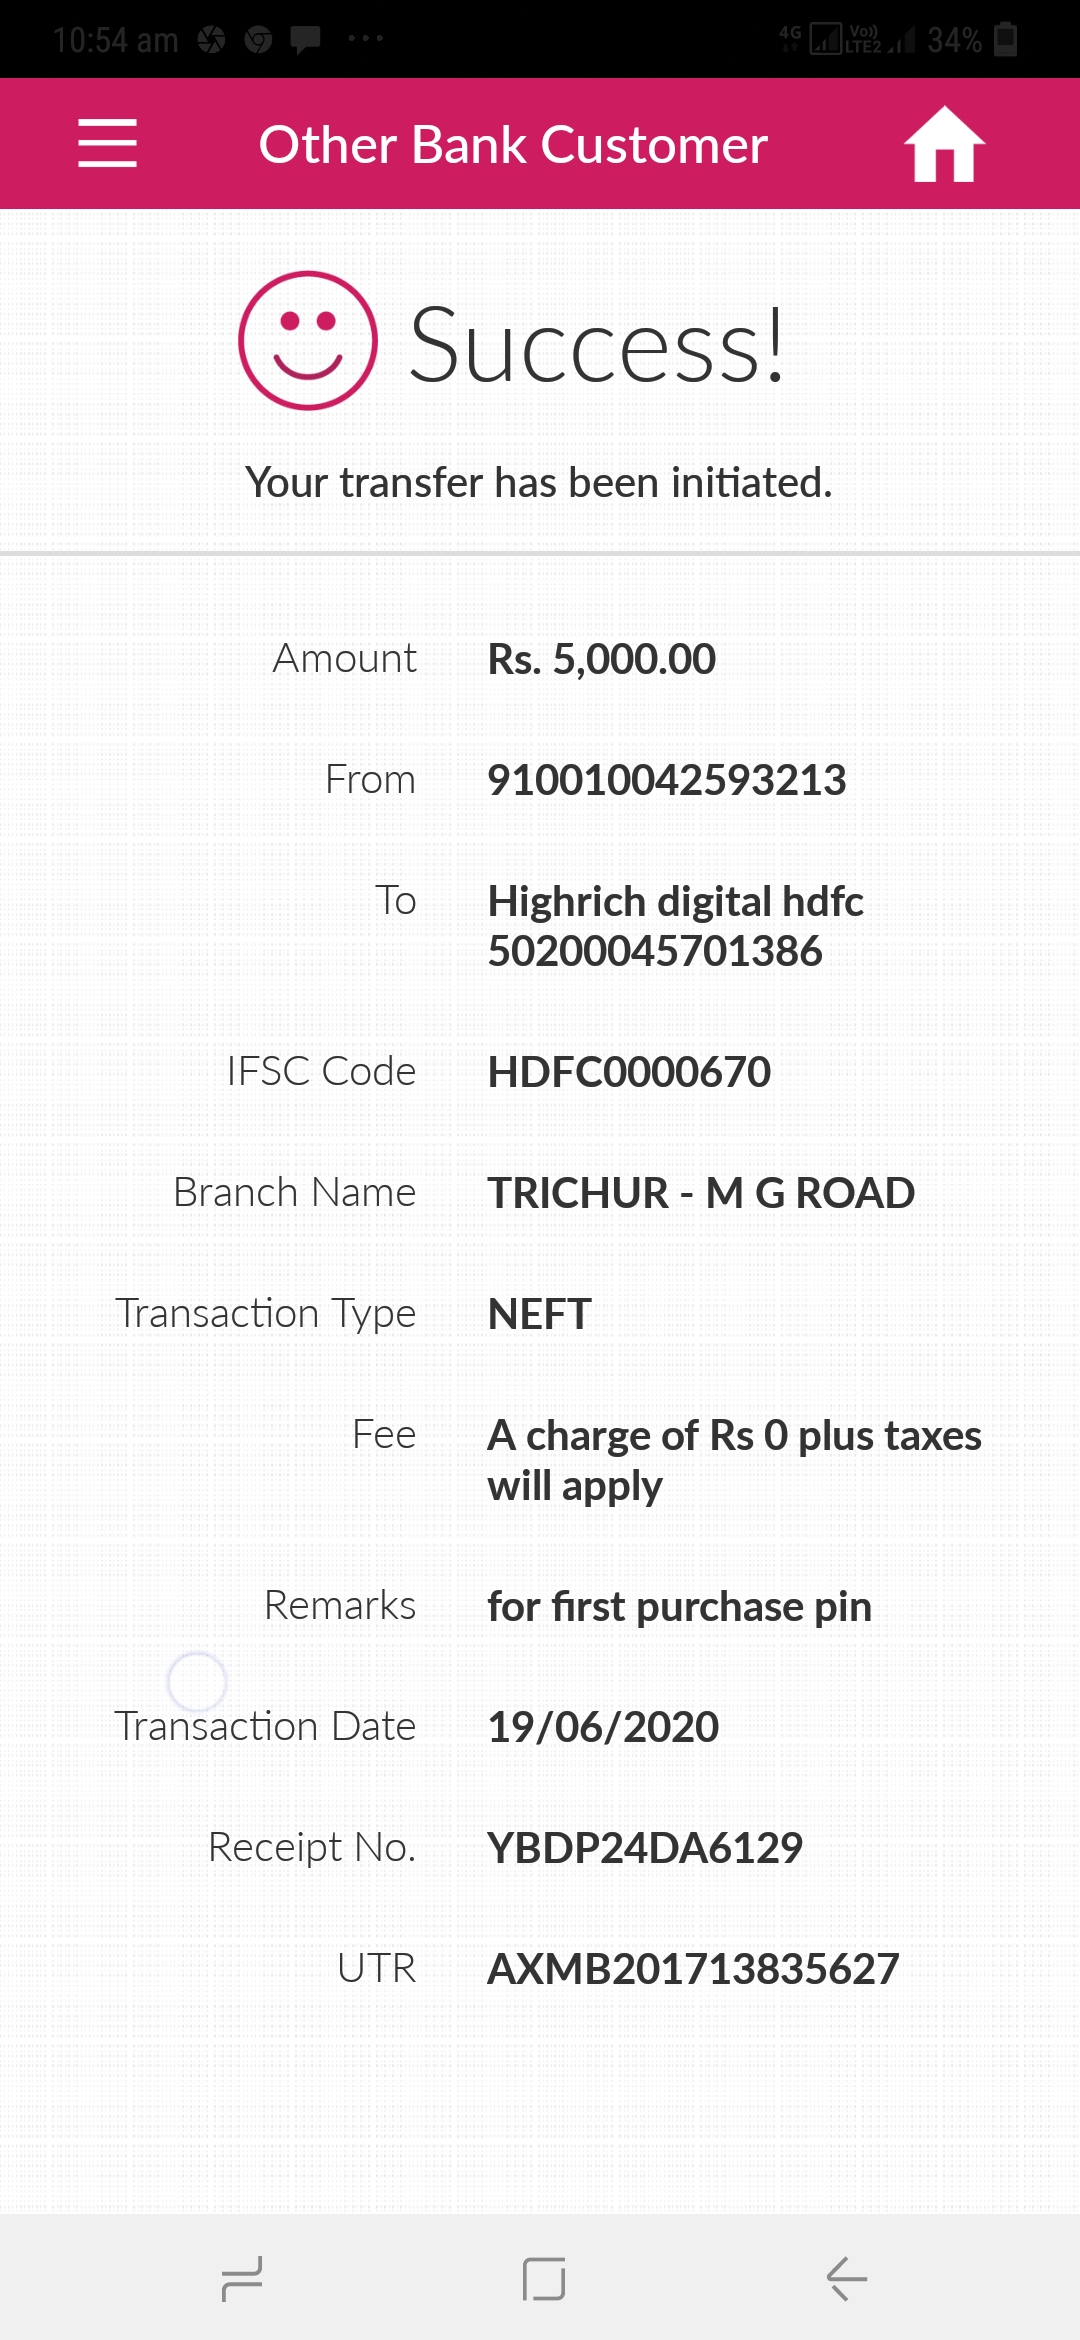 10:54 am
4G Vo)) LTE2 34%
Other Bank Customer
Success!
Your transfer has been initiated.
Amount Rs. 5,000.00
From 910010042593213
To Highrich digital hdfc
50200045701386
IFSC Code HDFC0000670
Branch Name TRICHUR - M G ROAD
Transaction Type NEFT
Fee A charge of Rs 0 plus taxes
will apply
Remarks for first purchase pin
Transaction Date 19/06/2020
Receipt No. YBDP24DA6129
UTR AXMB201713835627